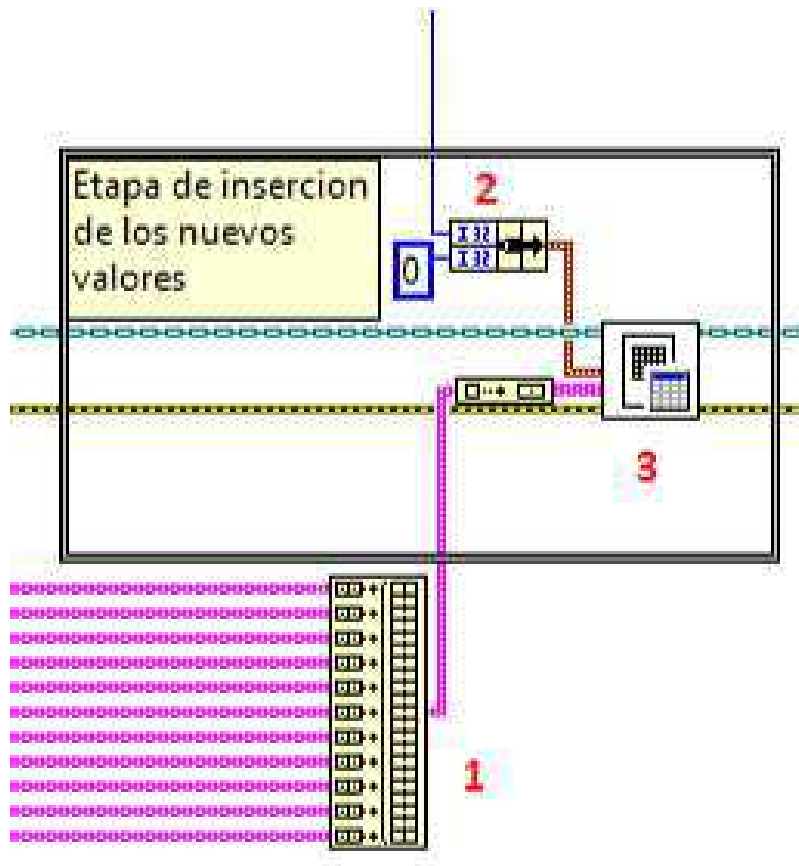 Etapa de insercion
de los nuevos
valores
2
I32
I32
0
3
1